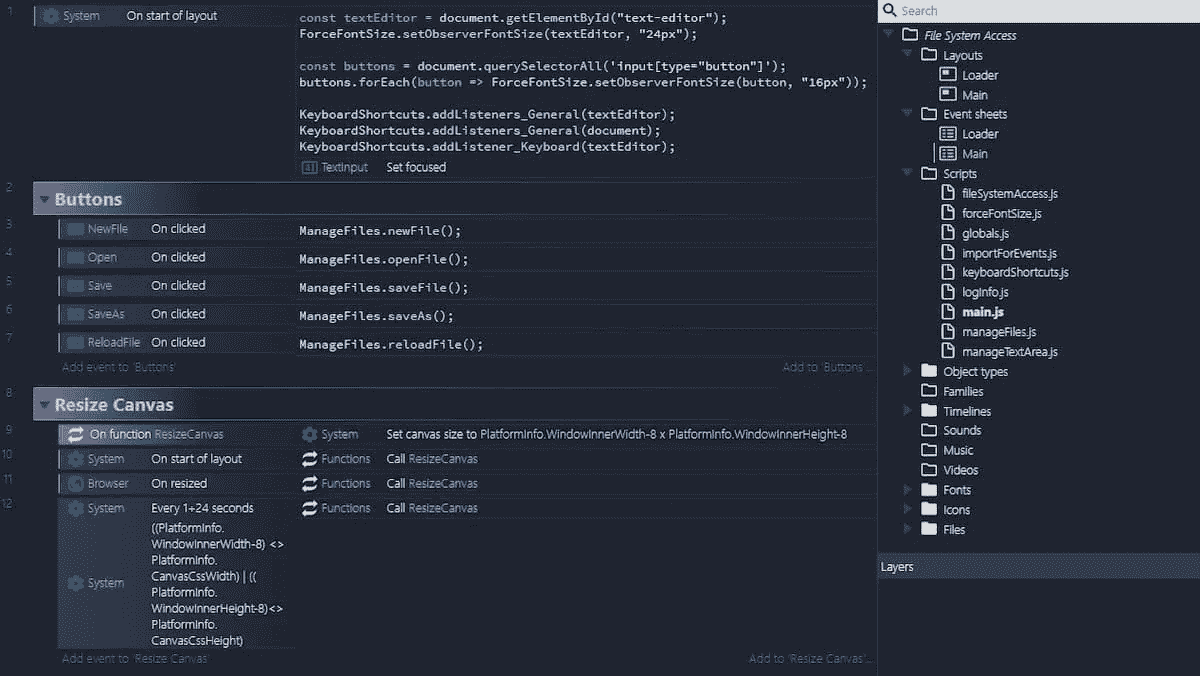 1
System On start of layout
const textEditor = document.getElementById("text-editor");
ForceFontSize.setObserverFontSize(textEditor, "24px");
const buttons = document.querySelectorAll('input[type="button"]');
buttons.forEach(button => ForceFontSize.setObserverFontSize(button, "16px"));
KeyboardShortcuts.addListeners_General(textEditor);
KeyboardShortcuts.addListeners_General(document);
KeyboardShortcuts.addListener_Keyboard(textEditor);
TextInput Set focused
2
Buttons
3
NewFile On clicked ManageFiles.newFile();
4
Open On clicked ManageFiles.openFile();
5
Save On clicked ManageFiles.saveFile();
6
SaveAs On clicked ManageFiles.saveAs();
7
ReloadFile On clicked ManageFiles.reloadFile();
Add event to 'Buttons' Add to 'Buttons'...
8
Resize Canvas
9
On function ResizeCanvas System Set canvas size to PlatformInfo.WindowInnerWidth-8 x PlatformInfo.WindowInnerHeight-8
10
System On start of layout Functions Call ResizeCanvas
11
Browser On resized Functions Call ResizeCanvas
12
System Every 1+24 seconds Functions Call ResizeCanvas
System
((PlatformInfo.
WindowInnerWidth-8) <>
PlatformInfo.
CanvasCssWidth) | ((
PlatformInfo.
WindowInnerHeight-8)<>
PlatformInfo.
CanvasCssHeight)
Add event to 'Resize Canvas' Add to 'Resize Canvas'...
Search
File System Access
Layouts
Loader
Main
Event sheets
Loader
Main
Scripts
fileSystemAccess.js
forceFontSize.js
globals.js
importForEvents.js
keyboardShortcuts.js
logInfo.js
main.js
manageFiles.js
manageTextArea.js
Object types
Families
Timelines
Sounds
Music
Videos
Fonts
Icons
Files
Layers